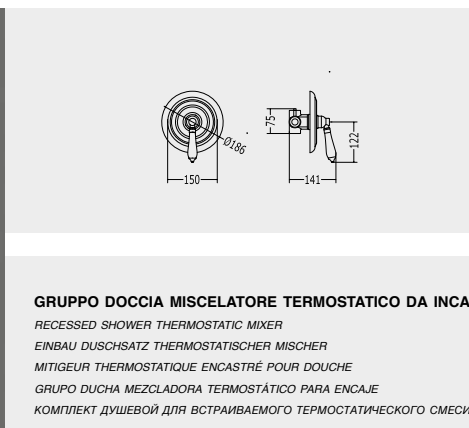 Ø186
75
122
150
141
GRUPPO DOCCIA MISCELATORE TERMOSTATICO DA INCA
RECESSED SHOWER THERMOSTATIC MIXER
EINBAU DUSCHSATZ THERMOSTATISCHER MISCHER
MITIGEUR THERMOSTATIQUE ENCASTRÉ POUR DOUCHE
GRUPO DUCHA MEZCLADORA TERMOSTÁTICO PARA ENCAJE
КОМПЛЕКТ ДУШЕВОЙ ДЛЯ ВСТРАИВАЕМОГО ТЕРМОСТАТИЧЕСКОГО СМЕСИ